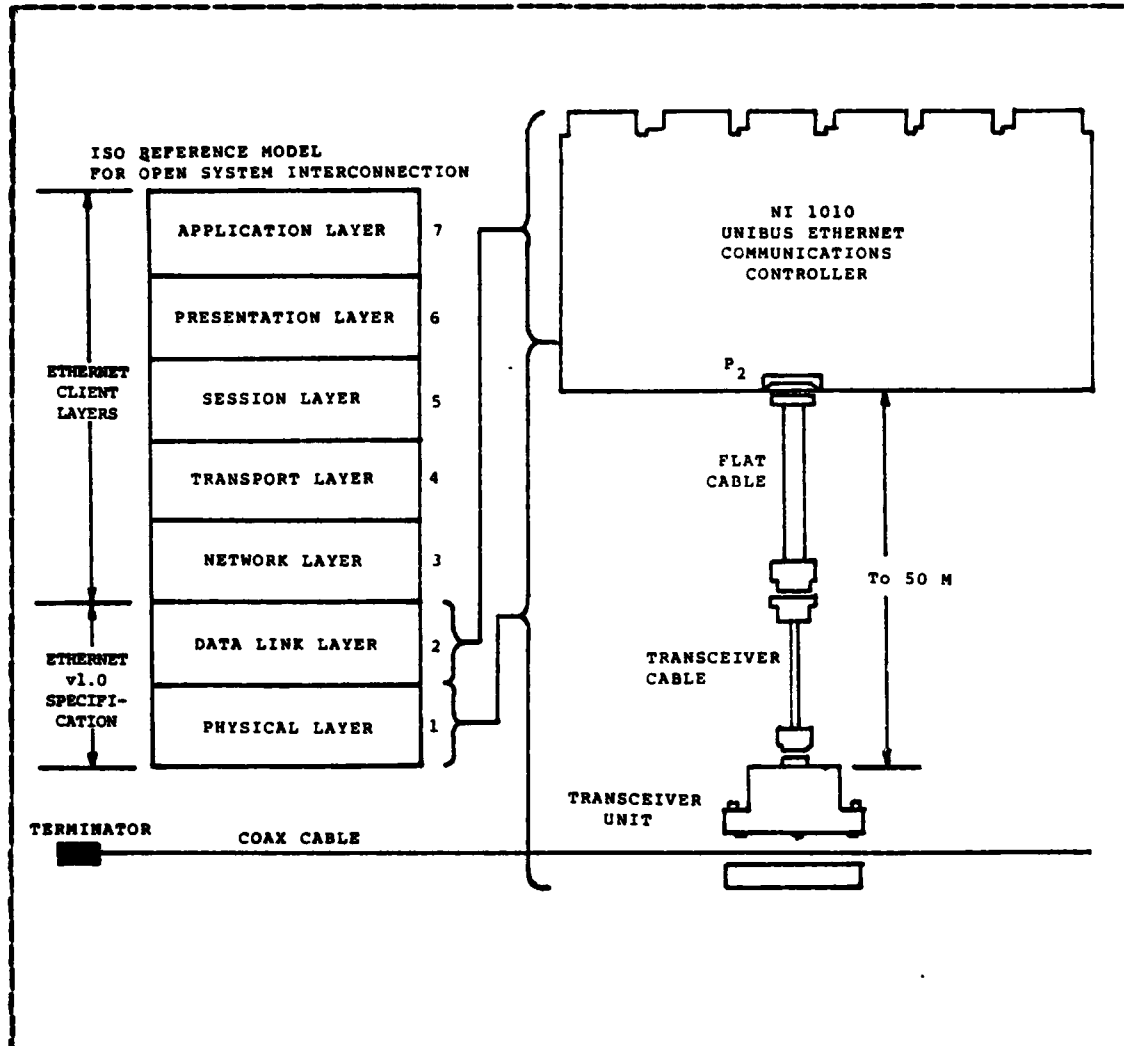 ISO REFERENCE MODEL
FOR OPEN SYSTEM INTERCONNECTION
APPLICATION LAYER 7
PRESENTATION LAYER 6
SESSION LAYER 5
TRANSPORT LAYER 4
NETWORK LAYER 3
DATA LINK LAYER 2
PHYSICAL LAYER 1
ETHERNET
CLIENT
LAYERS
ETHERNET
v1.0
SPECIFI-
CATION
TERMINATOR
COAX CABLE
NI 1010
UNIBUS ETHERNET
COMMUNICATIONS
CONTROLLER
P2
FLAT
CABLE
To 50 M
TRANSCEIVER
CABLE
TRANSCEIVER
UNIT